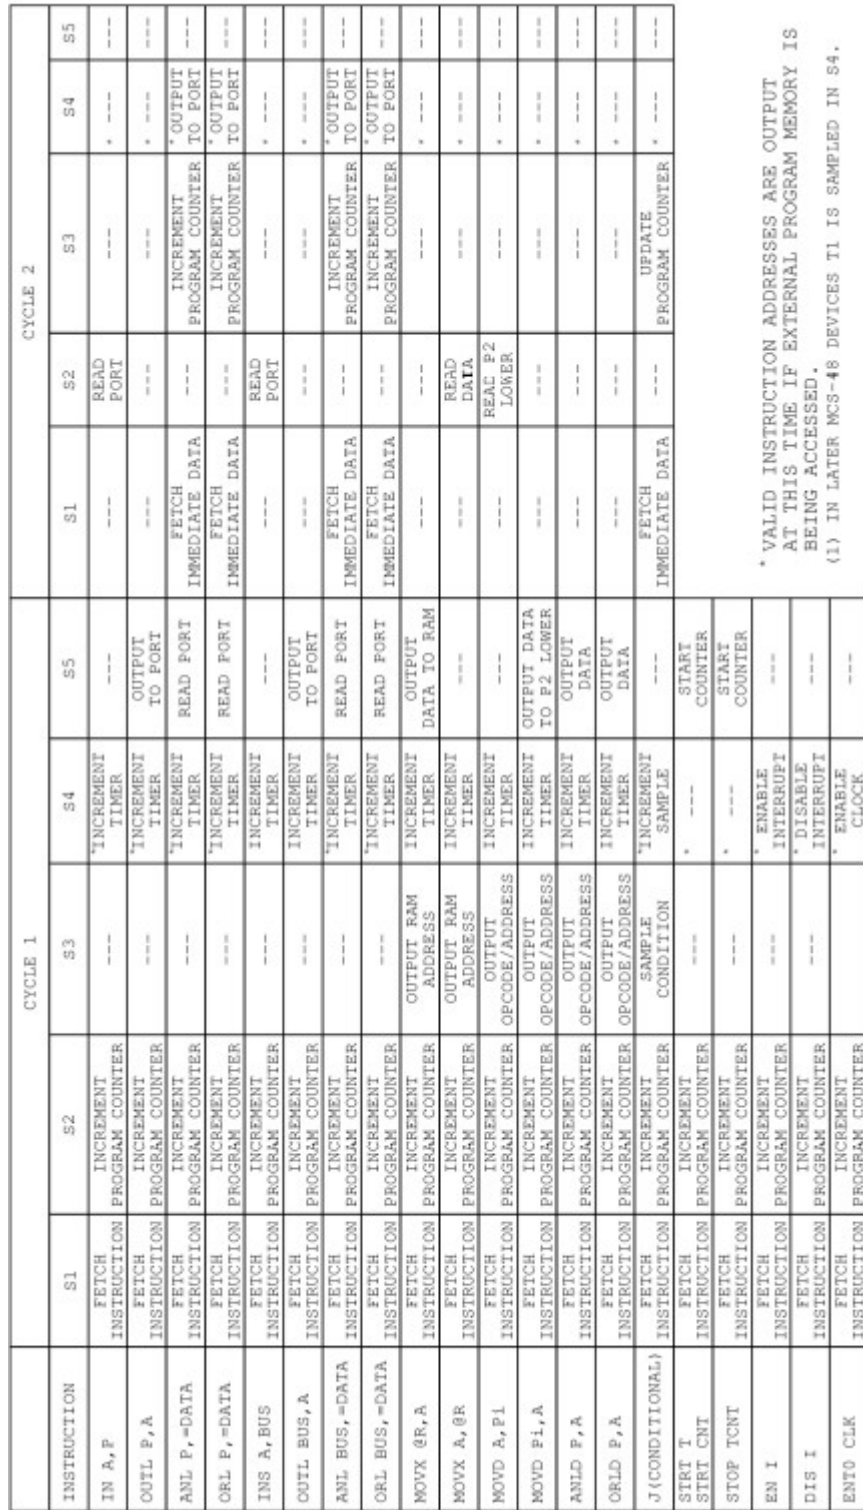 CYCLE 1 CYCLE 2
INSTRUCTION S1 S2 S3 S4 S5 S1 S2 S3 S4 S5
IN A,P FETCH INSTRUCTION INCREMENT PROGRAM COUNTER --- *INCREMENT TIMER --- --- READ PORT --- * --- ---
OUTL P,A FETCH INSTRUCTION INCREMENT PROGRAM COUNTER --- *INCREMENT TIMER OUTPUT TO PORT --- --- --- * --- ---
ANL P,=DATA FETCH INSTRUCTION INCREMENT PROGRAM COUNTER --- *INCREMENT TIMER READ PORT FETCH IMMEDIATE DATA --- INCREMENT PROGRAM COUNTER *OUTPUT TO PORT ---
ORL P,=DATA FETCH INSTRUCTION INCREMENT PROGRAM COUNTER --- *INCREMENT TIMER READ PORT FETCH IMMEDIATE DATA --- INCREMENT PROGRAM COUNTER *OUTPUT TO PORT ---
INS A,BUS FETCH INSTRUCTION INCREMENT PROGRAM COUNTER --- INCREMENT TIMER --- --- READ PORT --- * --- ---
OUTL BUS,A FETCH INSTRUCTION INCREMENT PROGRAM COUNTER --- INCREMENT TIMER OUTPUT TO PORT --- --- --- * --- ---
ANL BUS,=DATA FETCH INSTRUCTION INCREMENT PROGRAM COUNTER --- *INCREMENT TIMER READ PORT FETCH IMMEDIATE DATA --- INCREMENT PROGRAM COUNTER *OUTPUT TO PORT ---
ORL BUS,=DATA FETCH INSTRUCTION INCREMENT PROGRAM COUNTER --- *INCREMENT TIMER READ PORT FETCH IMMEDIATE DATA --- INCREMENT PROGRAM COUNTER *OUTPUT TO PORT ---
MOVX @R,A FETCH INSTRUCTION INCREMENT PROGRAM COUNTER OUTPUT RAM ADDRESS INCREMENT TIMER OUTPUT DATA TO RAM --- --- --- * --- ---
MOVX A,@R FETCH INSTRUCTION INCREMENT PROGRAM COUNTER OUTPUT RAM ADDRESS INCREMENT TIMER --- --- READ DATA --- * --- ---
MOVD A,Pi FETCH INSTRUCTION INCREMENT PROGRAM COUNTER OUTPUT OPCODE/ADDRESS INCREMENT TIMER --- --- READ P2 LOWER --- * --- ---
MOVD Pi,A FETCH INSTRUCTION INCREMENT PROGRAM COUNTER OUTPUT OPCODE/ADDRESS INCREMENT TIMER OUTPUT DATA TO P2 LOWER --- --- --- * --- ---
ANLD P,A FETCH INSTRUCTION INCREMENT PROGRAM COUNTER OUTPUT OPCODE/ADDRESS INCREMENT TIMER OUTPUT DATA --- --- --- * --- ---
ORLD P,A FETCH INSTRUCTION INCREMENT PROGRAM COUNTER OUTPUT OPCODE/ADDRESS INCREMENT TIMER OUTPUT DATA --- --- --- * --- ---
J(CONDITIONAL) FETCH INSTRUCTION INCREMENT PROGRAM COUNTER SAMPLE CONDITION *INCREMENT SAMPLE --- FETCH IMMEDIATE DATA --- UPDATE PROGRAM COUNTER * --- ---
STRT T STRT CNT FETCH INSTRUCTION INCREMENT PROGRAM COUNTER --- * --- START COUNTER
STOP TCNT FETCH INSTRUCTION INCREMENT PROGRAM COUNTER --- * --- START COUNTER
EN I FETCH INSTRUCTION INCREMENT PROGRAM COUNTER --- * ENABLE INTERRUPT ---
DIS I FETCH INSTRUCTION INCREMENT PROGRAM COUNTER --- *DISABLE INTERRUPT ---
ENT0 CLK FETCH INSTRUCTION INCREMENT PROGRAM COUNTER * ENABLE CLOCK ---
* VALID INSTRUCTION ADDRESSES ARE OUTPUT
AT THIS TIME IF EXTERNAL PROGRAM MEMORY IS
BEING ACCESSED.
(1) IN LATER MCS-48 DEVICES T1 IS SAMPLED IN S4.